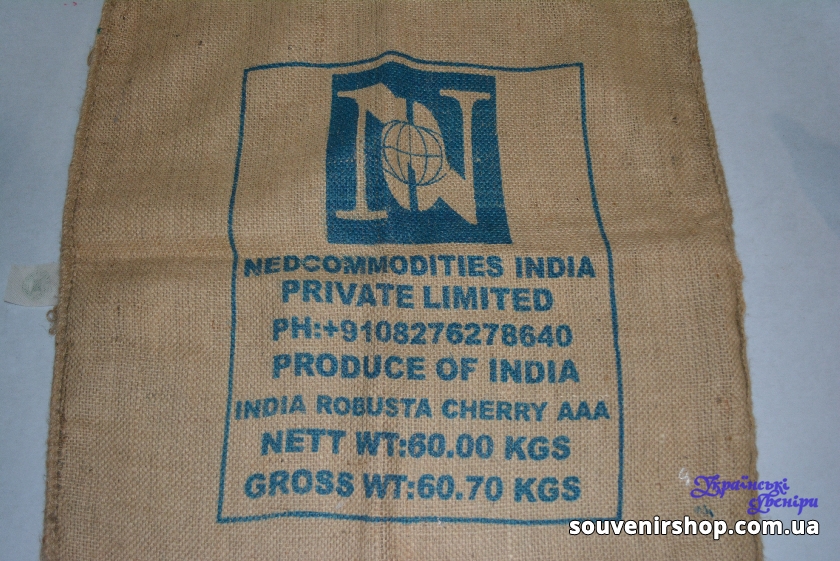 N
NEDCOMMODITIES INDIA
PRIVATE LIMITED
PH:+9108276278640
PRODUCE OF INDIA
INDIA ROBUSTA CHERRY AAA
NETT WT:60.00 KGS
GROSS WT:60.70 KGS
Українські
Сувеніри
souvenirshop.com.ua